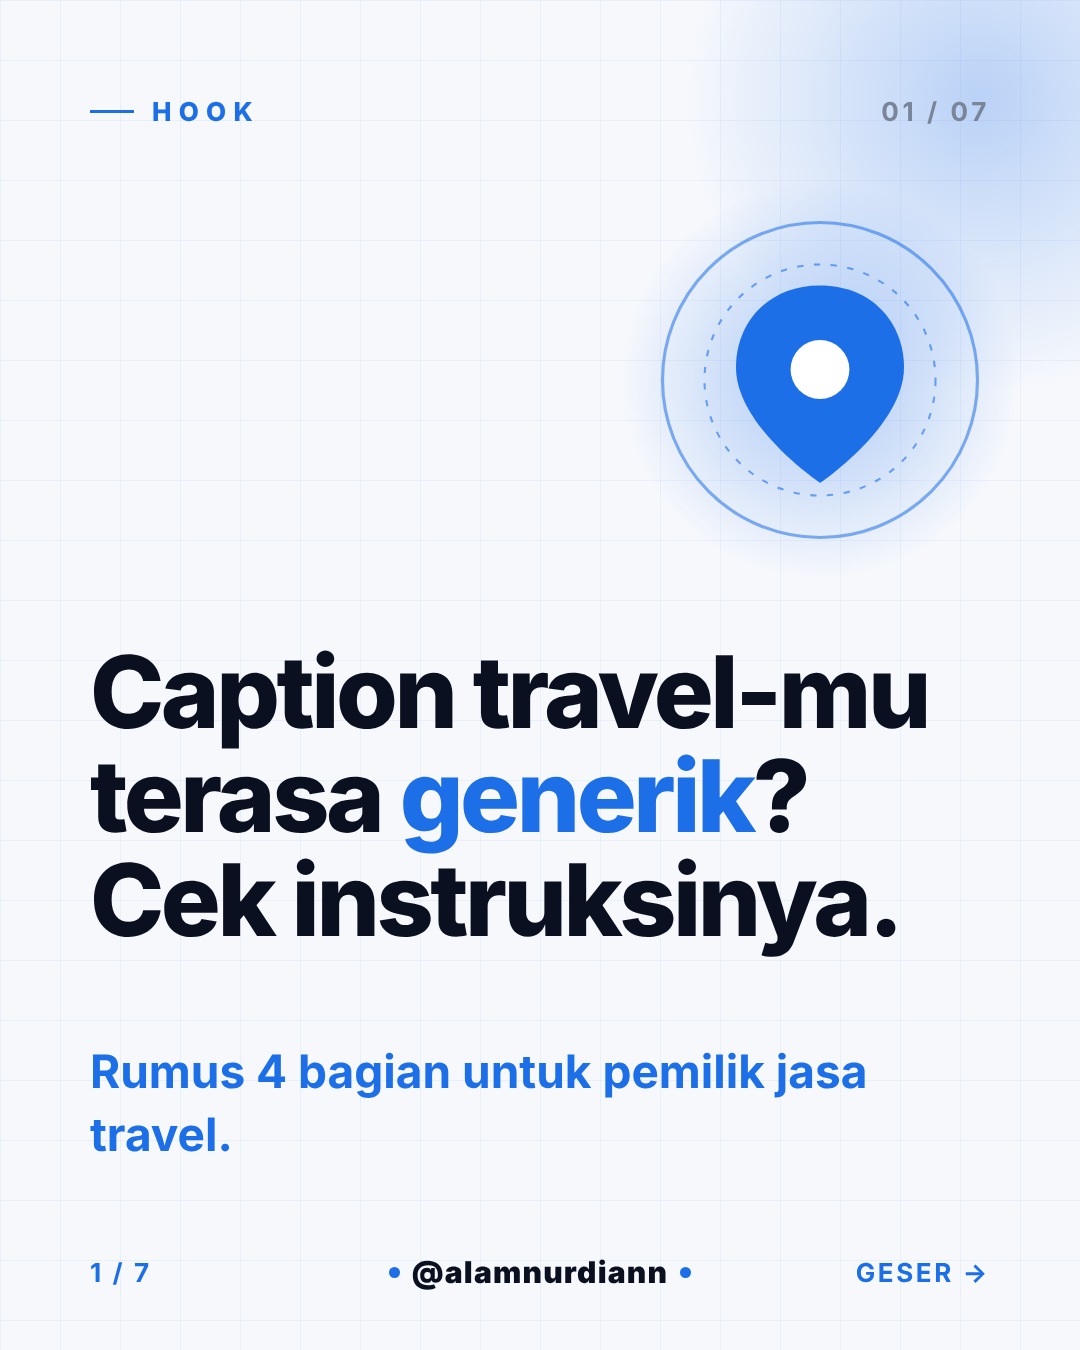 HOOK
01 / 07
Caption travel-mu
terasa generik?
Cek instruksinya.
Rumus 4 bagian untuk pemilik jasa
travel.
1 / 7
• @alamnurdiann •
GESER →